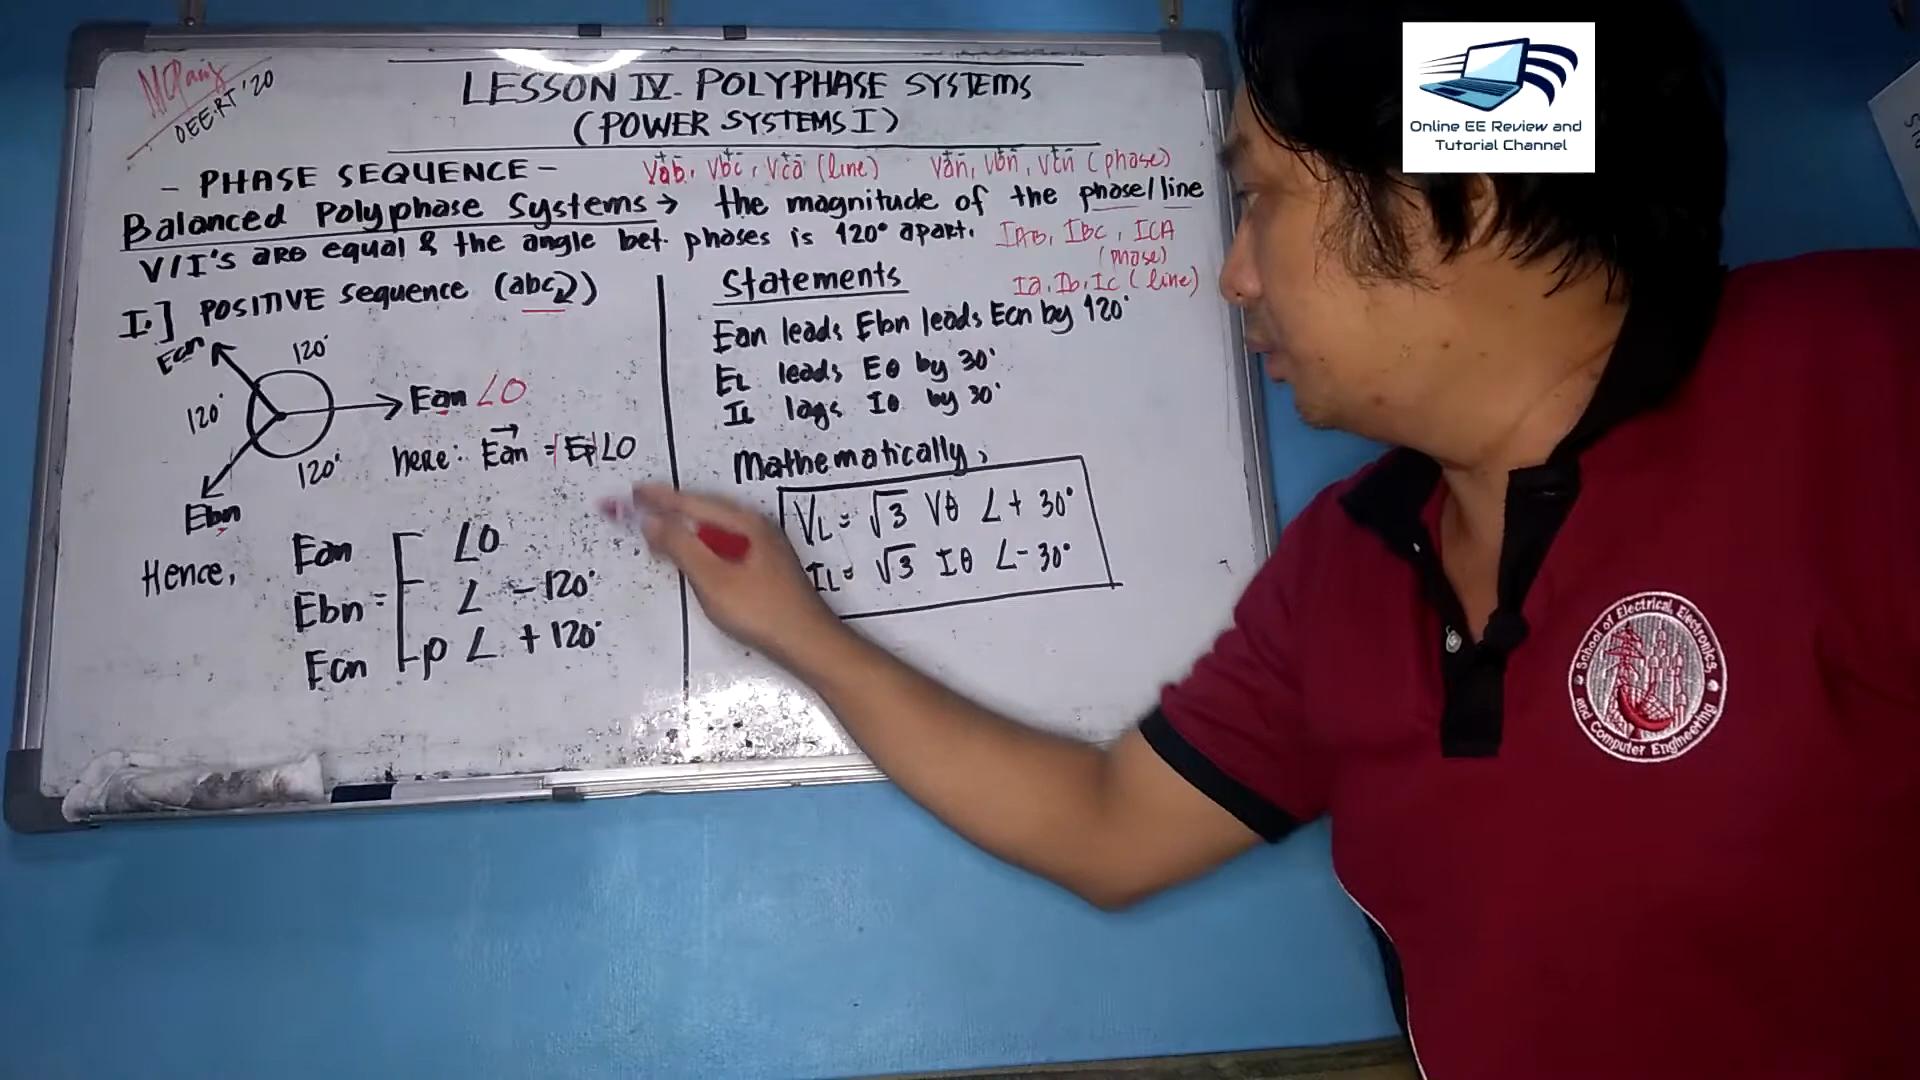 OEE.RT '20
LESSON IV. POLYPHASE SYSTEMS
(POWER SYSTEMS I)
- PHASE SEQUENCE -
Vab, Vbc, Vca (line) Van, Vbn, Vcn (phase)
Balanced Polyphase Systems → the magnitude of the phase/line
V/I's are equal & the angle bet. phases is 120° apart.
IAB, IBC, ICA
(phase)
Ia, Ib, Ic (line)
I.] POSITIVE sequence (abc)
Ecn
120°
120°
Ean ∠0
120°
Ebn
here: Ean = |Ep| ∠0
Hence,
Ean ∠0
Ebn = ∠ -120°
Ecn p ∠ +120°
Statements
Ean leads Ebn leads Ecn by 120°
EL leads Eθ by 30°
IL lags Iθ by 30°
Mathematically,
VL = √3 Vθ ∠+30°
IL = √3 Iθ ∠-30°
Online EE Review and
Tutorial Channel
School of Electrical, Electronics,
and Computer Engineering